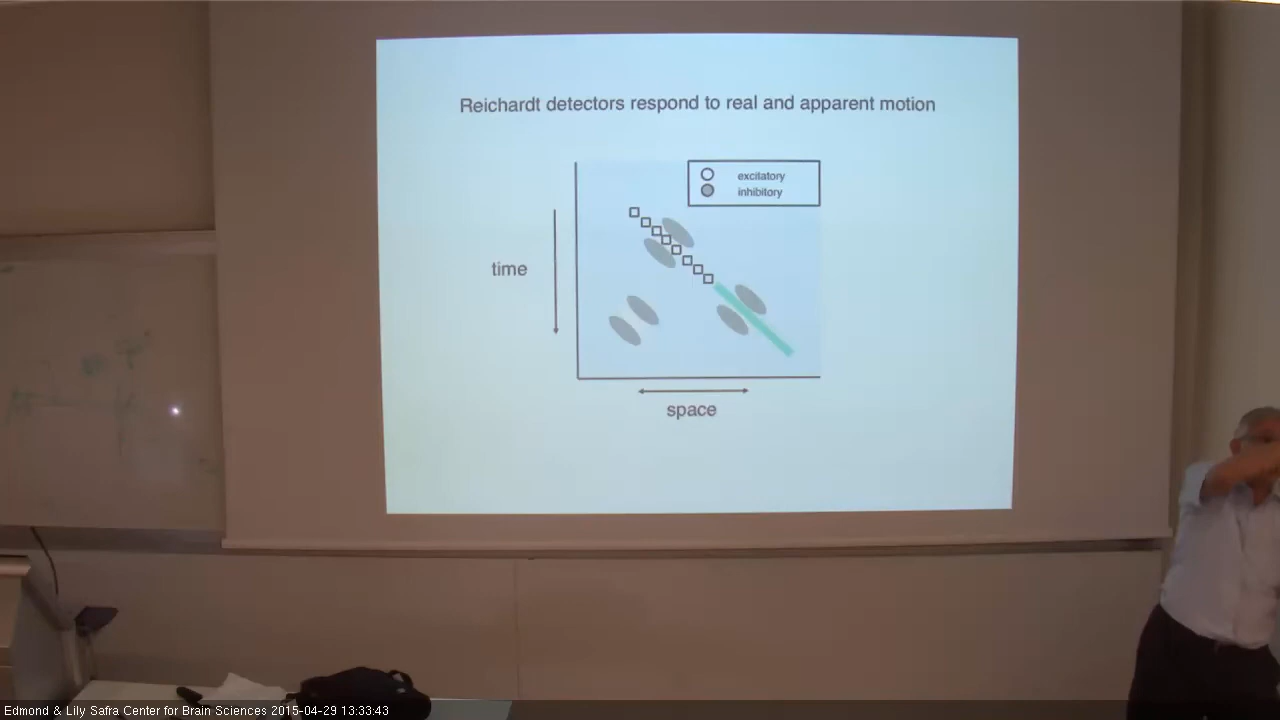 Reichardt detectors respond to real and apparent motion
excitatory
inhibitory
time
space
Edmond & Lily Safra Center for Brain Sciences 2015-04-29 13:33:43